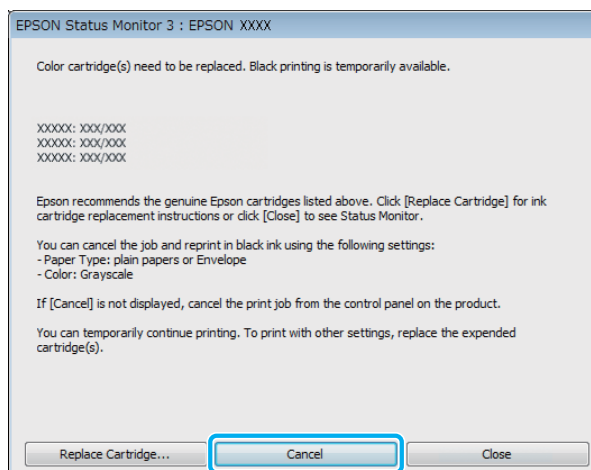 EPSON Status Monitor 3 : EPSON XXXX
Color cartridge(s) need to be replaced. Black printing is temporarily available.
XXXXX: XXX/XXX
XXXXX: XXX/XXX
XXXXX: XXX/XXX
Epson recommends the genuine Epson cartridges listed above. Click [Replace Cartridge] for ink
cartridge replacement instructions or click [Close] to see Status Monitor.
You can cancel the job and reprint in black ink using the following settings:
- Paper Type: plain papers or Envelope
- Color: Grayscale
If [Cancel] is not displayed, cancel the print job from the control panel on the product.
You can temporarily continue printing. To print with other settings, replace the expended
cartridge(s).
Replace Cartridge... Cancel Close